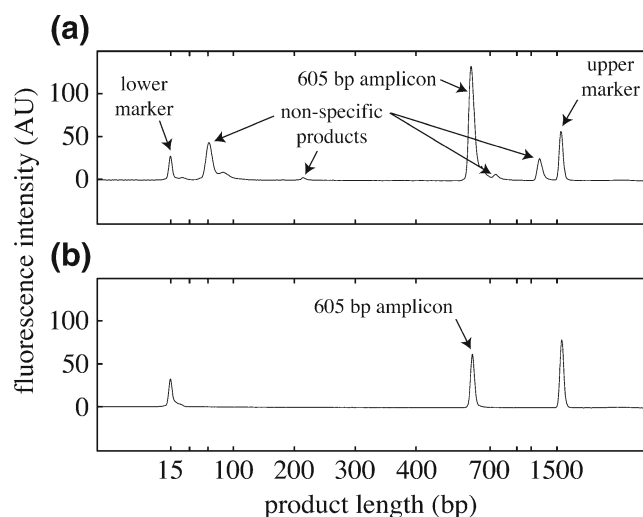 (a)
lower
marker
605 bp amplicon
non-specific
products
upper
marker
100
50
0
(b)
605 bp amplicon
100
50
0
fluorescence intensity (AU)
15 100 200 300 400 700 1500
product length (bp)